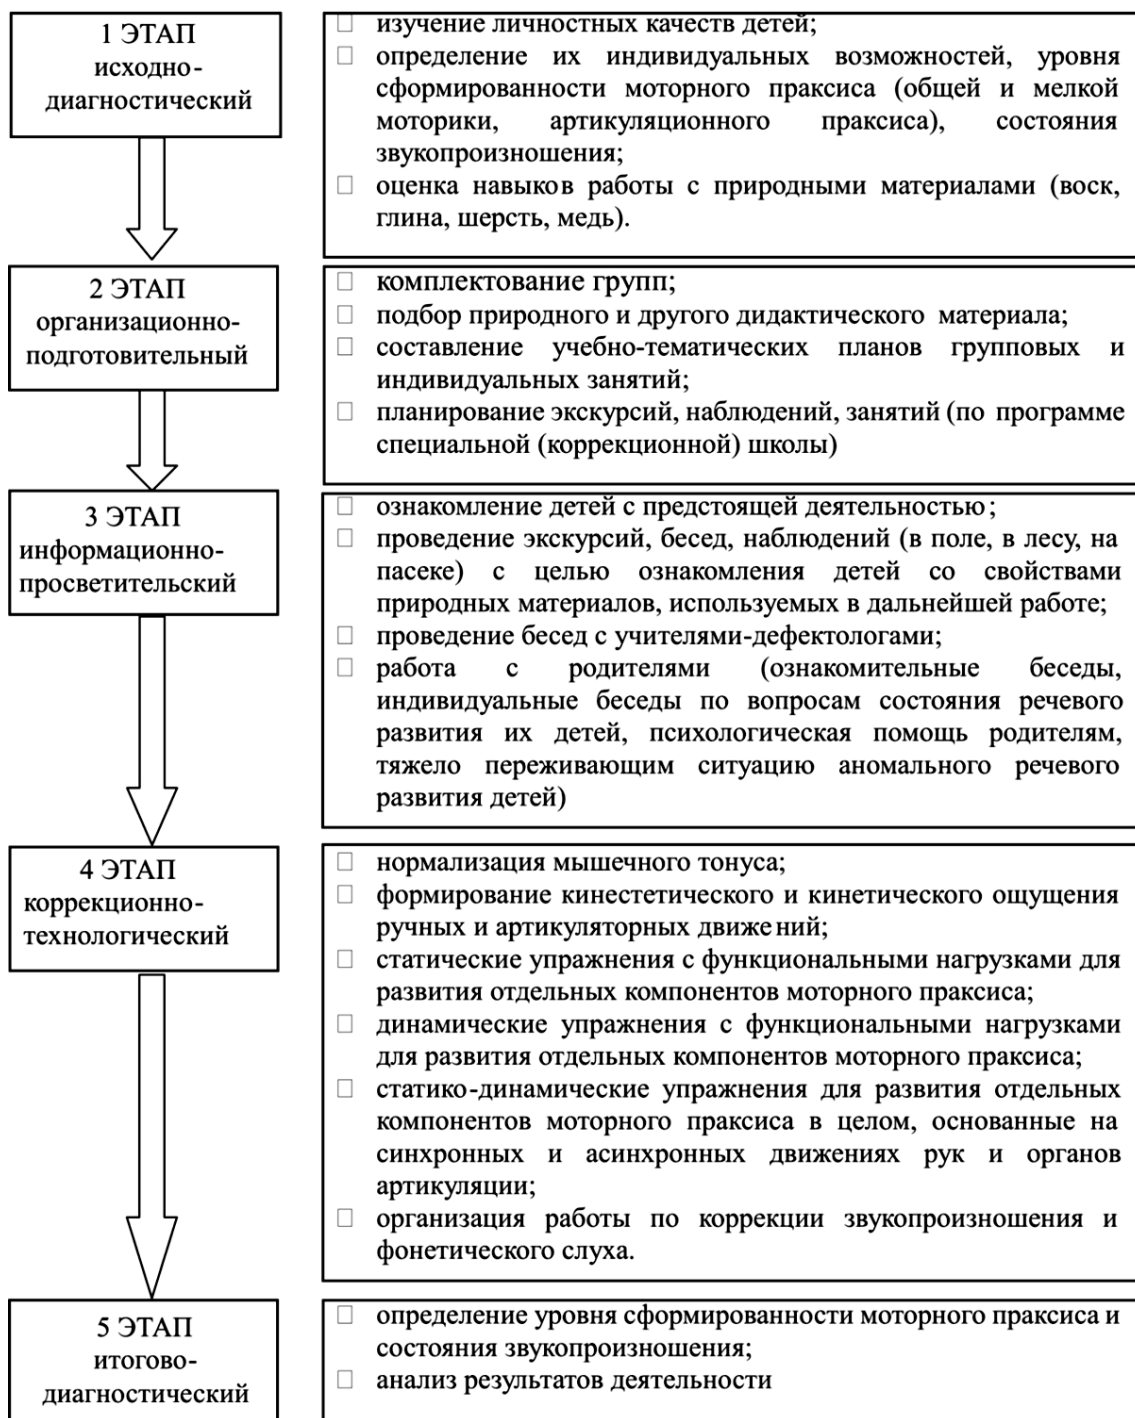 1 ЭТАП
исходно-
диагностический
□ изучение личностных качеств детей;
□ определение их индивидуальных возможностей, уровня
сформированности моторного праксиса (общей и мелкой
моторики, артикуляционного праксиса), состояния
звукопроизношения;
□ оценка навыков работы с природными материалами (воск,
глина, шерсть, медь).
2 ЭТАП
организационно-
подготовительный
□ комплектование групп;
□ подбор природного и другого дидактического материала;
□ составление учебно-тематических планов групповых и
индивидуальных занятий;
□ планирование экскурсий, наблюдений, занятий (по программе
специальной (коррекционной) школы)
3 ЭТАП
информационно-
просветительский
□ ознакомление детей с предстоящей деятельностью;
□ проведение экскурсий, бесед, наблюдений (в поле, в лесу, на
пасеке) с целью ознакомления детей со свойствами
природных материалов, используемых в дальнейшей работе;
□ проведение бесед с учителями-дефектологами;
□ работа с родителями (ознакомительные беседы,
индивидуальные беседы по вопросам состояния речевого
развития их детей, психологическая помощь родителям,
тяжело переживающим ситуацию аномального речевого
развития детей)
4 ЭТАП
коррекционно-
технологический
□ нормализация мышечного тонуса;
□ формирование кинестетического и кинетического ощущения
ручных и артикуляторных движений;
□ статические упражнения с функциональными нагрузками для
развития отдельных компонентов моторного праксиса;
□ динамические упражнения с функциональными нагрузками
для развития отдельных компонентов моторного праксиса;
□ статико-динамические упражнения для развития отдельных
компонентов моторного праксиса в целом, основанные на
синхронных и асинхронных движениях рук и органов
артикуляции;
□ организация работы по коррекции звукопроизношения и
фонетического слуха.
5 ЭТАП
итогово-
диагностический
□ определение уровня сформированности моторного праксиса и
состояния звукопроизношения;
□ анализ результатов деятельности